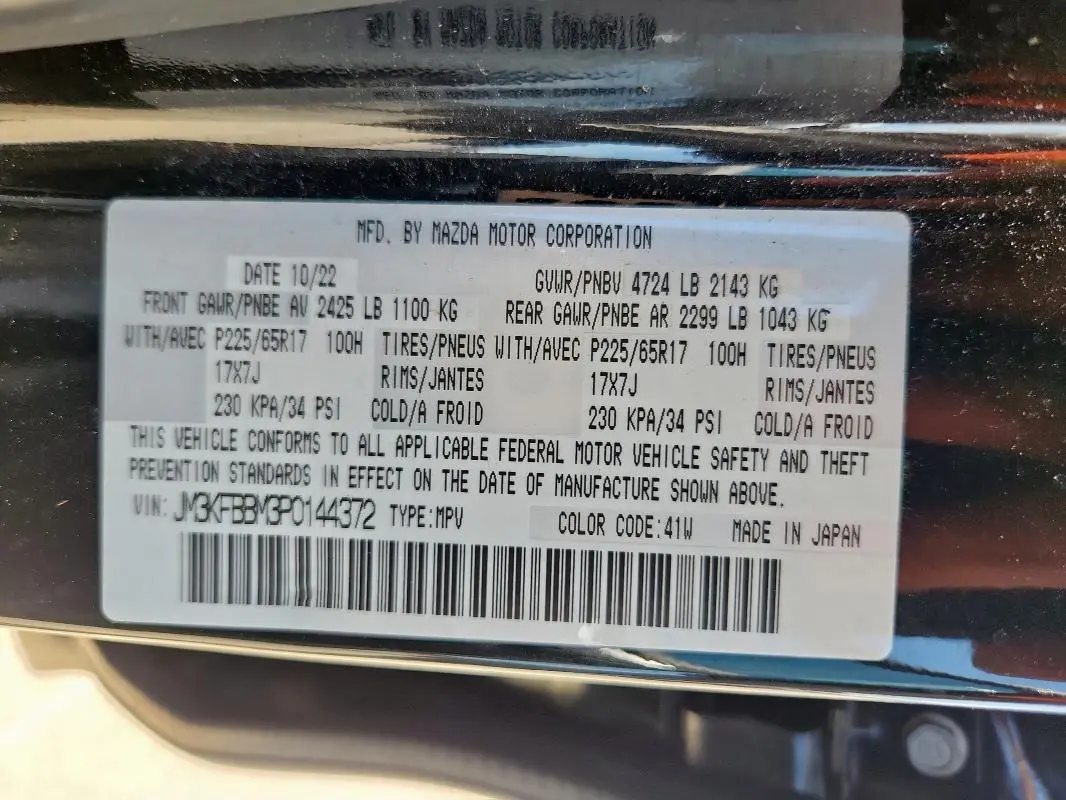 MFD. BY MAZDA MOTOR CORPORATION
DATE 10/22 GVWR/PNBV 4724 LB 2143 KG
FRONT GAWR/PNBE AV 2425 LB 1100 KG REAR GAWR/PNBE AR 2299 LB 1043 KG
WITH/AVEC P225/65R17 100H TIRES/PNEUS WITH/AVEC P225/65R17 100H TIRES/PNEUS
17X7J RIMS/JANTES 17X7J RIMS/JANTES
230 KPA/34 PSI COLD/A FROID 230 KPA/34 PSI COLD/A FROID
THIS VEHICLE CONFORMS TO ALL APPLICABLE FEDERAL MOTOR VEHICLE SAFETY AND THEFT
PREVENTION STANDARDS IN EFFECT ON THE DATE OF MANUFACTURE SHOWN ABOVE.
VIN: JM3KFBBM3P0144372 TYPE:MPV COLOR CODE:41W MADE IN JAPAN